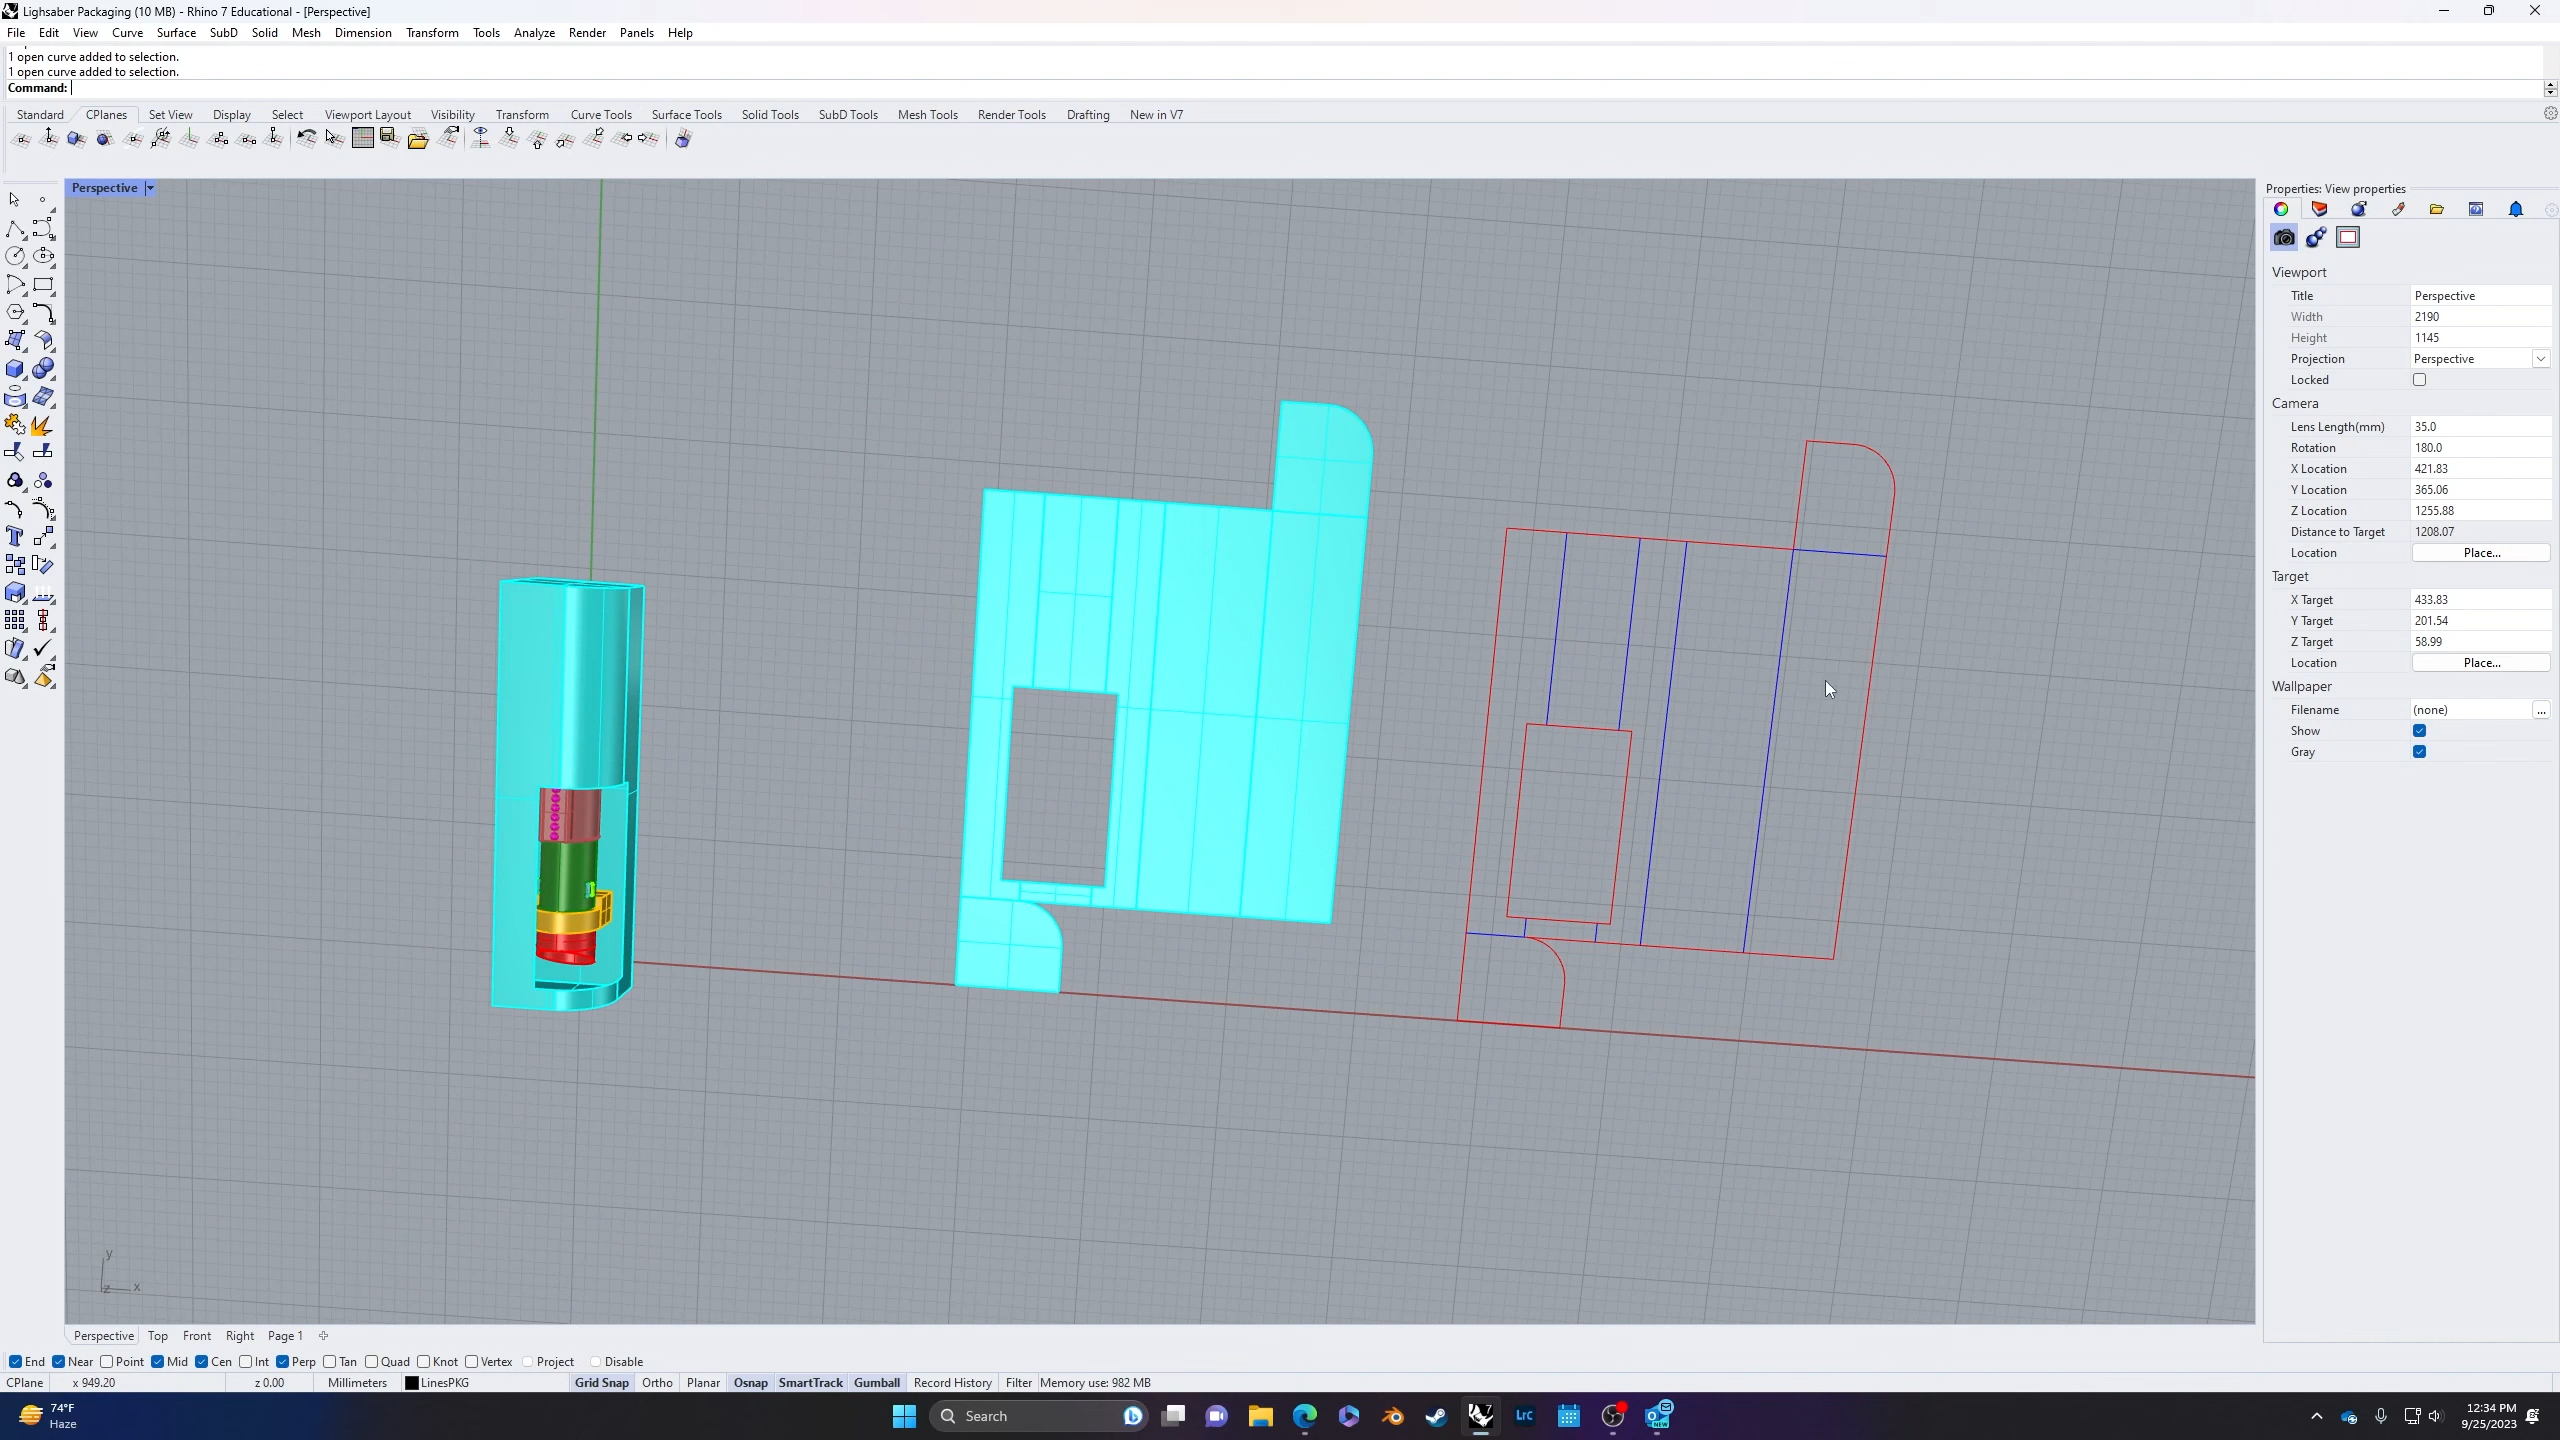 Lighsaber Packaging (10 MB) - Rhino 7 Educational - [Perspective]
File Edit View Curve Surface SubD Solid Mesh Dimension Transform Tools Analyze Render Panels Help
1 open curve added to selection.
1 open curve added to selection.
Command:
Standard CPlanes Set View Display Select Viewport Layout Visibility Transform Curve Tools Surface Tools Solid Tools SubD Tools Mesh Tools Render Tools Drafting New in V7
Perspective
Properties: View properties
Viewport
Title Perspective
Width 2190
Height 1145
Projection Perspective
Locked
Camera
Lens Length(mm) 35.0
Rotation 180.0
X Location 421.83
Y Location 365.06
Z Location 1255.88
Distance to Target 1208.07
Location Place...
Target
X Target 433.83
Y Target 201.54
Z Target 58.99
Location Place...
Wallpaper
Filename (none) ...
Show
Gray
y
z x
Perspective Top Front Right Page 1
End Near Point Mid Cen Int Perp Tan Quad Knot Vertex Project Disable
CPlane x 949.20 z 0.00 Millimeters LinesPKG Grid Snap Ortho Planar Osnap SmartTrack Gumball Record History Filter Memory use: 982 MB
74°F
Haze
Search
LrC
NEW
12:34 PM
9/25/2023